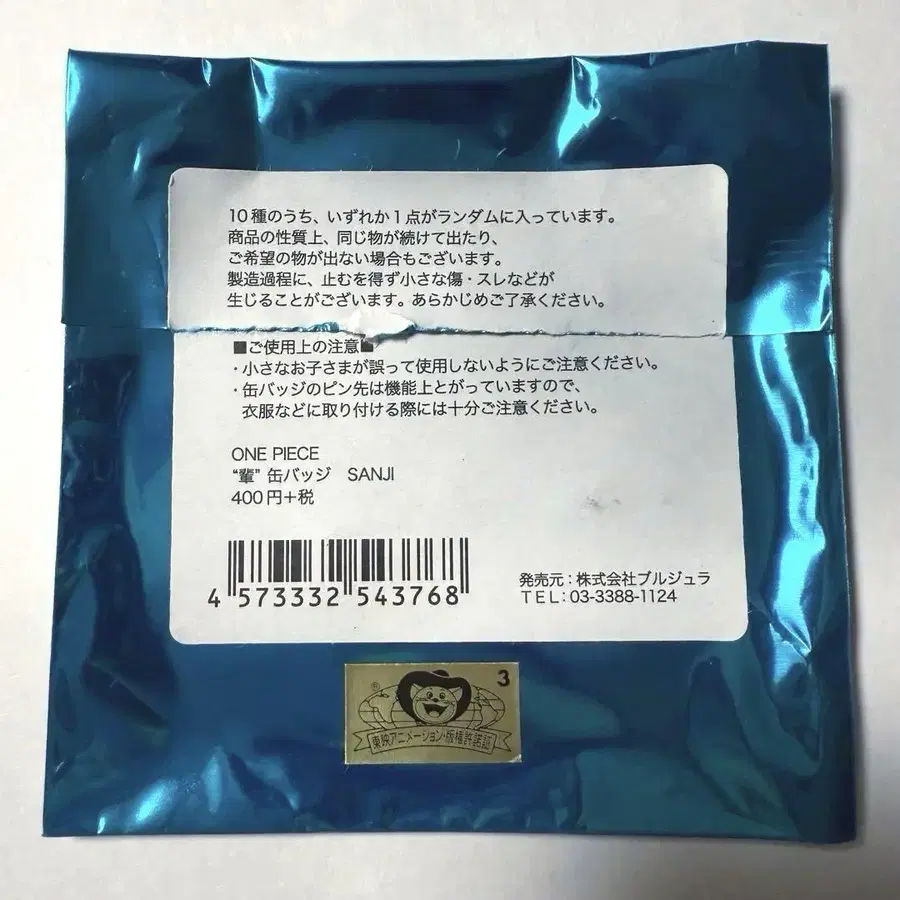 10種のうち、いずれか1点がランダムに入っています。
商品の性質上、同じ物が続けて出たり、
ご希望の物が出ない場合もございます。
製造過程に、止むを得ず小さな傷・スレなどが
生じることがございます。あらかじめご了承ください。
■ご使用上の注意■
・小さなお子さまが誤って使用しないようにご注意ください。
・缶バッジのピン先は機能上とがっていますので、
衣服などに取り付ける際には十分ご注意ください。
ONE PIECE
“輩” 缶バッジ SANJI
400円+税
4 573332 543768
発売元:株式会社ブルジュラ
TEL:03-3388-1124
3
東映アニメーション・版権許諾証